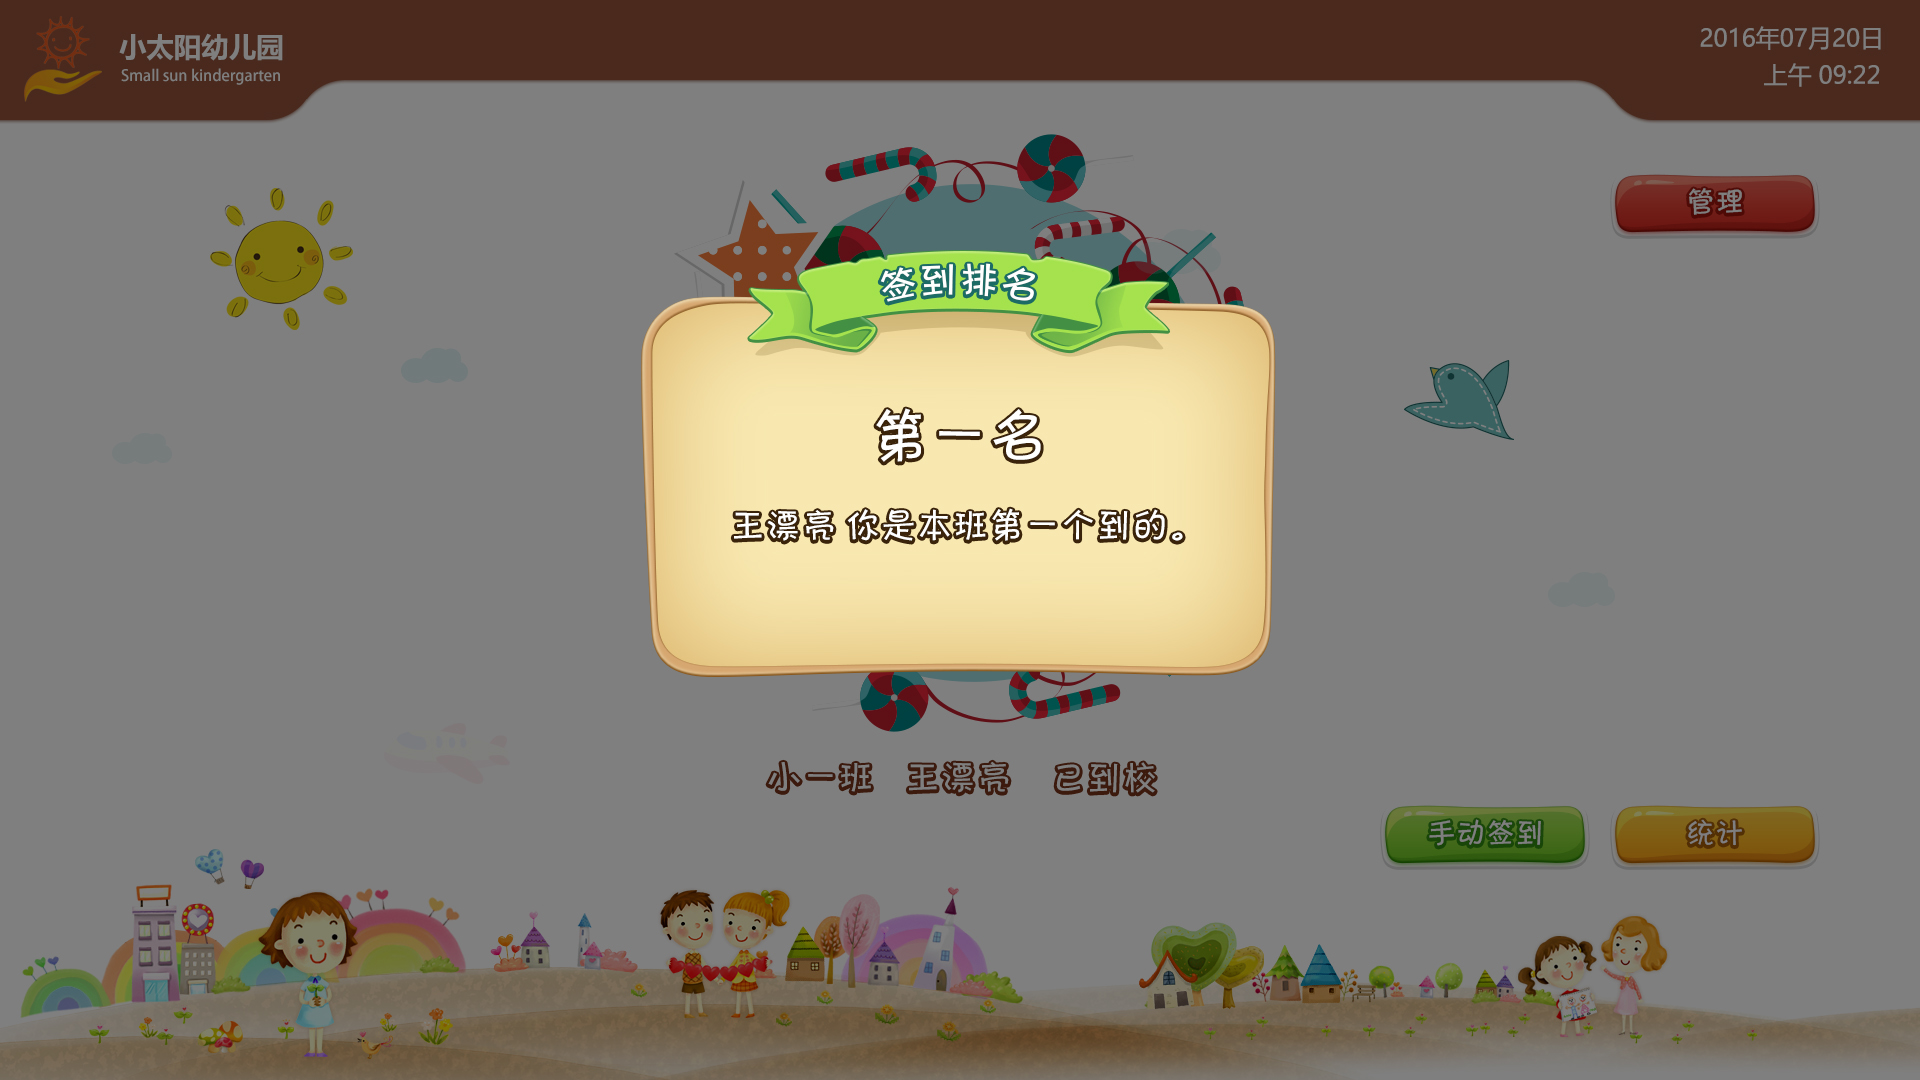 小太阳幼儿园
Small sun kindergarten
2016年07月20日
上午 09:22
管理
签到排名
第一名
王漂亮 你是本班第一个到的。
小一班 王漂亮 已到校
手动签到
统计